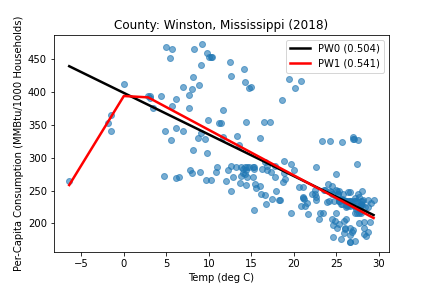 County: Winston, Mississippi (2018)
PW0 (0.504)
PW1 (0.541)
Per-Capita Consumption (MMBtu/1000 Households)
450
400
350
300
250
200
−5 0 5 10 15 20 25 30
Temp (deg C)